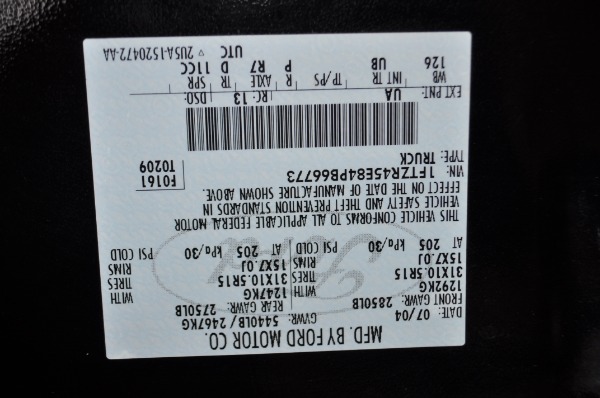 MFD. BY FORD MOTOR CO.
DATE: 07/04 GVWR: 5440LB/ 2467KG
FRONT GAWR: 2850LB REAR GAWR: 2750LB
1292KG WITH 1247KG WITH
31X10.5R15 TIRES 31X10.5R15 TIRES
15X7.0J RIMS 15X7.0J RIMS
AT 205 kPa/30 PSI COLD AT 205 kPa/30 PSI COLD
THIS VEHICLE CONFORMS TO ALL APPLICABLE FEDERAL MOTOR
VEHICLE SAFETY AND THEFT PREVENTION STANDARDS IN
EFFECT ON THE DATE OF MANUFACTURE SHOWN ABOVE.
VIN: 1FTZR45E84PB66773 F0161
TYPE: TRUCK T0209
EXT PNT: UA RC: 13 DSO:
WB INT TR TP/PS R AXLE TR SPR
126 UB P R7 D 11CC
UTC ▽ 2U5A-1520472-AA
Ford